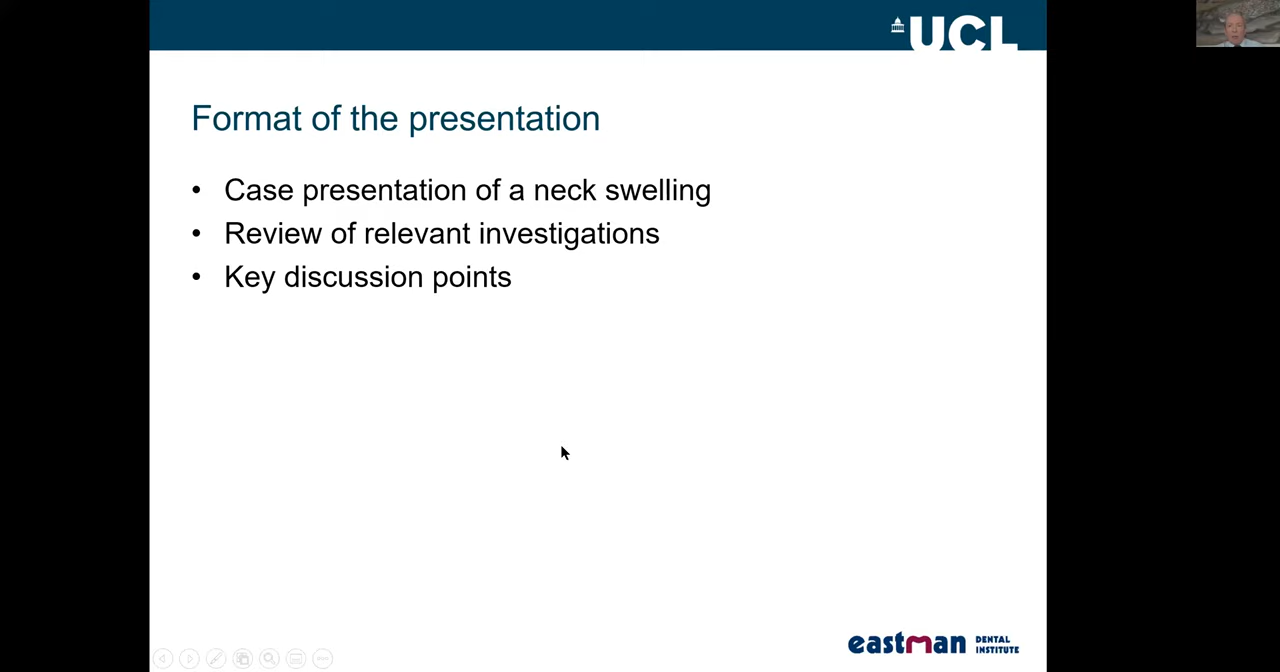 UCL
Format of the presentation
• Case presentation of a neck swelling
• Review of relevant investigations
• Key discussion points
eastman DENTAL
INSTITUTE